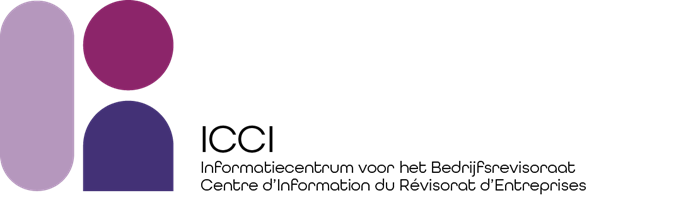 ICCI
Informatiecentrum voor het Bedrijfsrevisoraat
Centre d'Information du Révisorat d'Entreprises